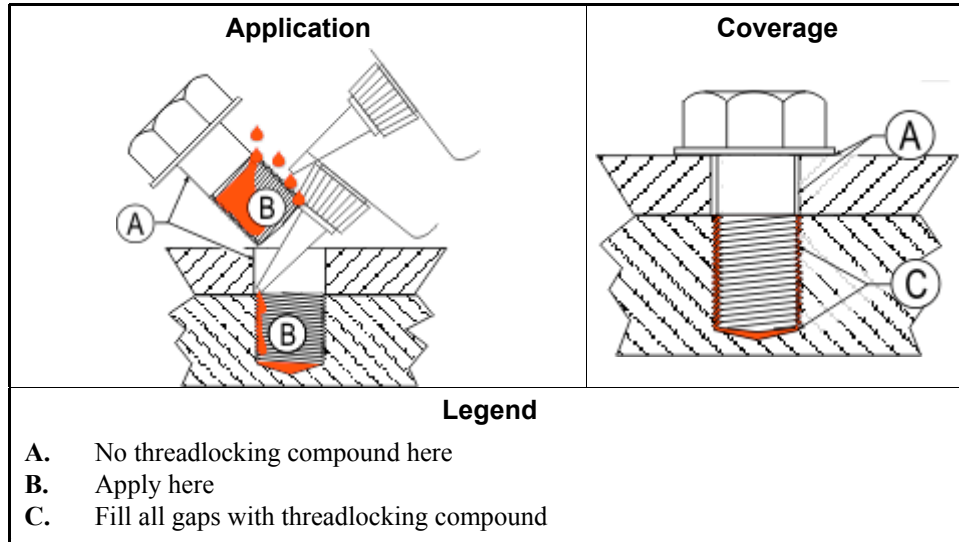 Application
Coverage
A
B
B
A
C
Legend
A. No threadlocking compound here
B. Apply here
C. Fill all gaps with threadlocking compound